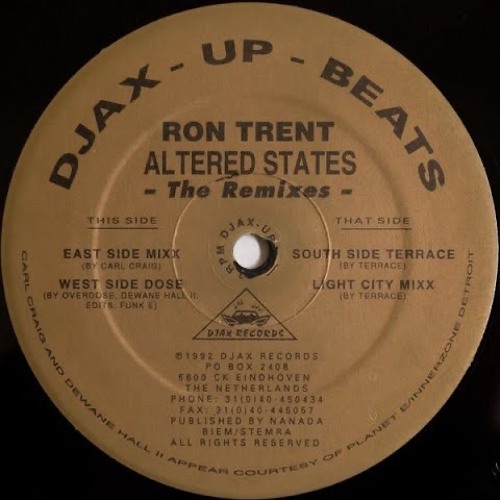 DJAX - UP - BEATS
RON TRENT
ALTERED STATES
- The Remixes -
THIS SIDE
EAST SIDE MIXX
(BY CARL CRAIG)
WEST SIDE DOSE
(BY OVERDOSE, DEWANE HALL II.
EDITS: FUNK E)
THAT SIDE
SOUTH SIDE TERRACE
(BY TERRACE)
LIGHT CITY MIXX
(BY TERRACE)
RPM DJAX-UP
DJAX RECORDS
©1992 DJAX RECORDS
PO BOX 2408
5600 CK EINDHOVEN
THE NETHERLANDS
PHONE: 31(0)40-450434
FAX: 31(0)40-445057
PUBLISHED BY NANADA
BIEM/STEMRA
ALL RIGHTS RESERVED
CARL CRAIG AND DEWANE HALL II APPEAR COURTESY OF PLANET E/INNERZONE DETROIT